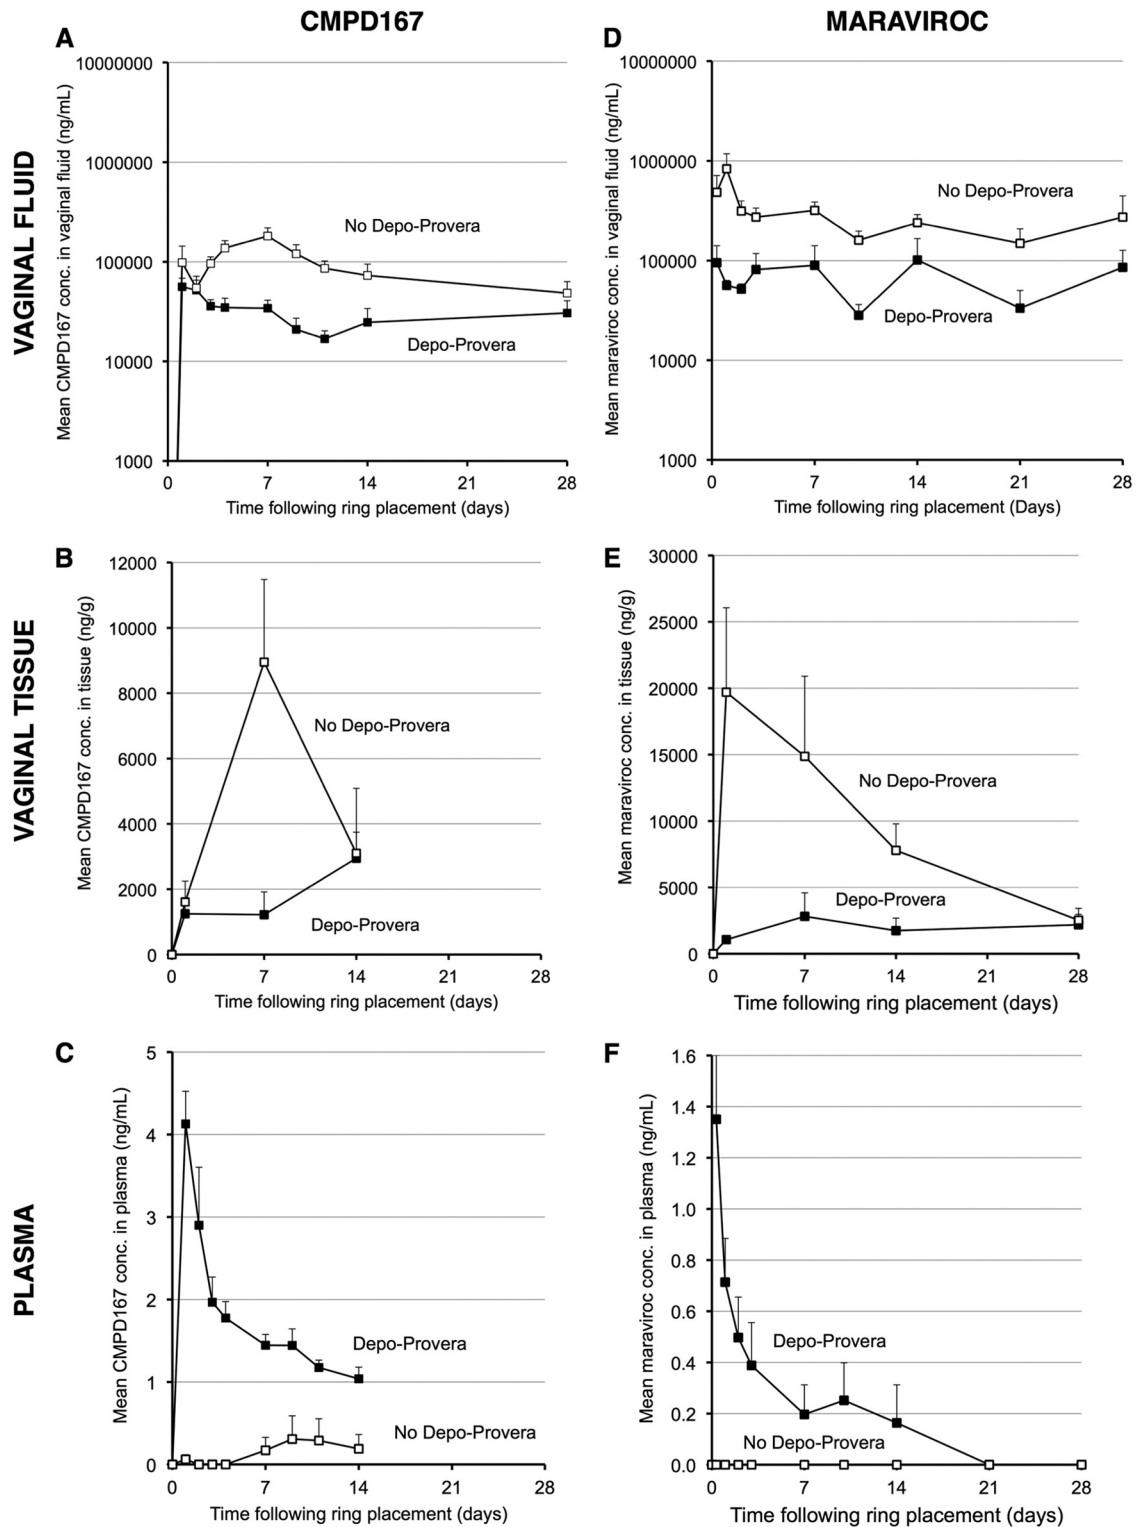 CMPD167
MARAVIROC
VAGINAL FLUID
A
Mean CMPD167 conc. in vaginal fluid (ng/mL)
10000000
1000000
100000
10000
1000
No Depo-Provera
Depo-Provera
0 7 14 21 28
Time following ring placement (days)
D
Mean maraviroc conc. in vaginal fluid (ng/mL)
10000000
1000000
100000
10000
1000
No Depo-Provera
Depo-Provera
0 7 14 21 28
Time following ring placement (Days)
VAGINAL TISSUE
B
Mean CMPD167 conc. in tissue (ng/g)
12000
10000
8000
6000
4000
2000
0
No Depo-Provera
Depo-Provera
0 7 14 21 28
Time following ring placement (days)
E
Mean maraviroc conc. in tissue (ng/g)
30000
25000
20000
15000
10000
5000
0
No Depo-Provera
Depo-Provera
0 7 14 21 28
Time following ring placement (days)
PLASMA
C
Mean CMPD167 conc. in plasma (ng/mL)
5
4
3
2
1
0
Depo-Provera
No Depo-Provera
0 7 14 21 28
Time following ring placement (days)
F
Mean maraviroc conc. in plasma (ng/mL)
1.6
1.4
1.2
1.0
0.8
0.6
0.4
0.2
0.0
Depo-Provera
No Depo-Provera
0 7 14 21 28
Time following ring placement (days)